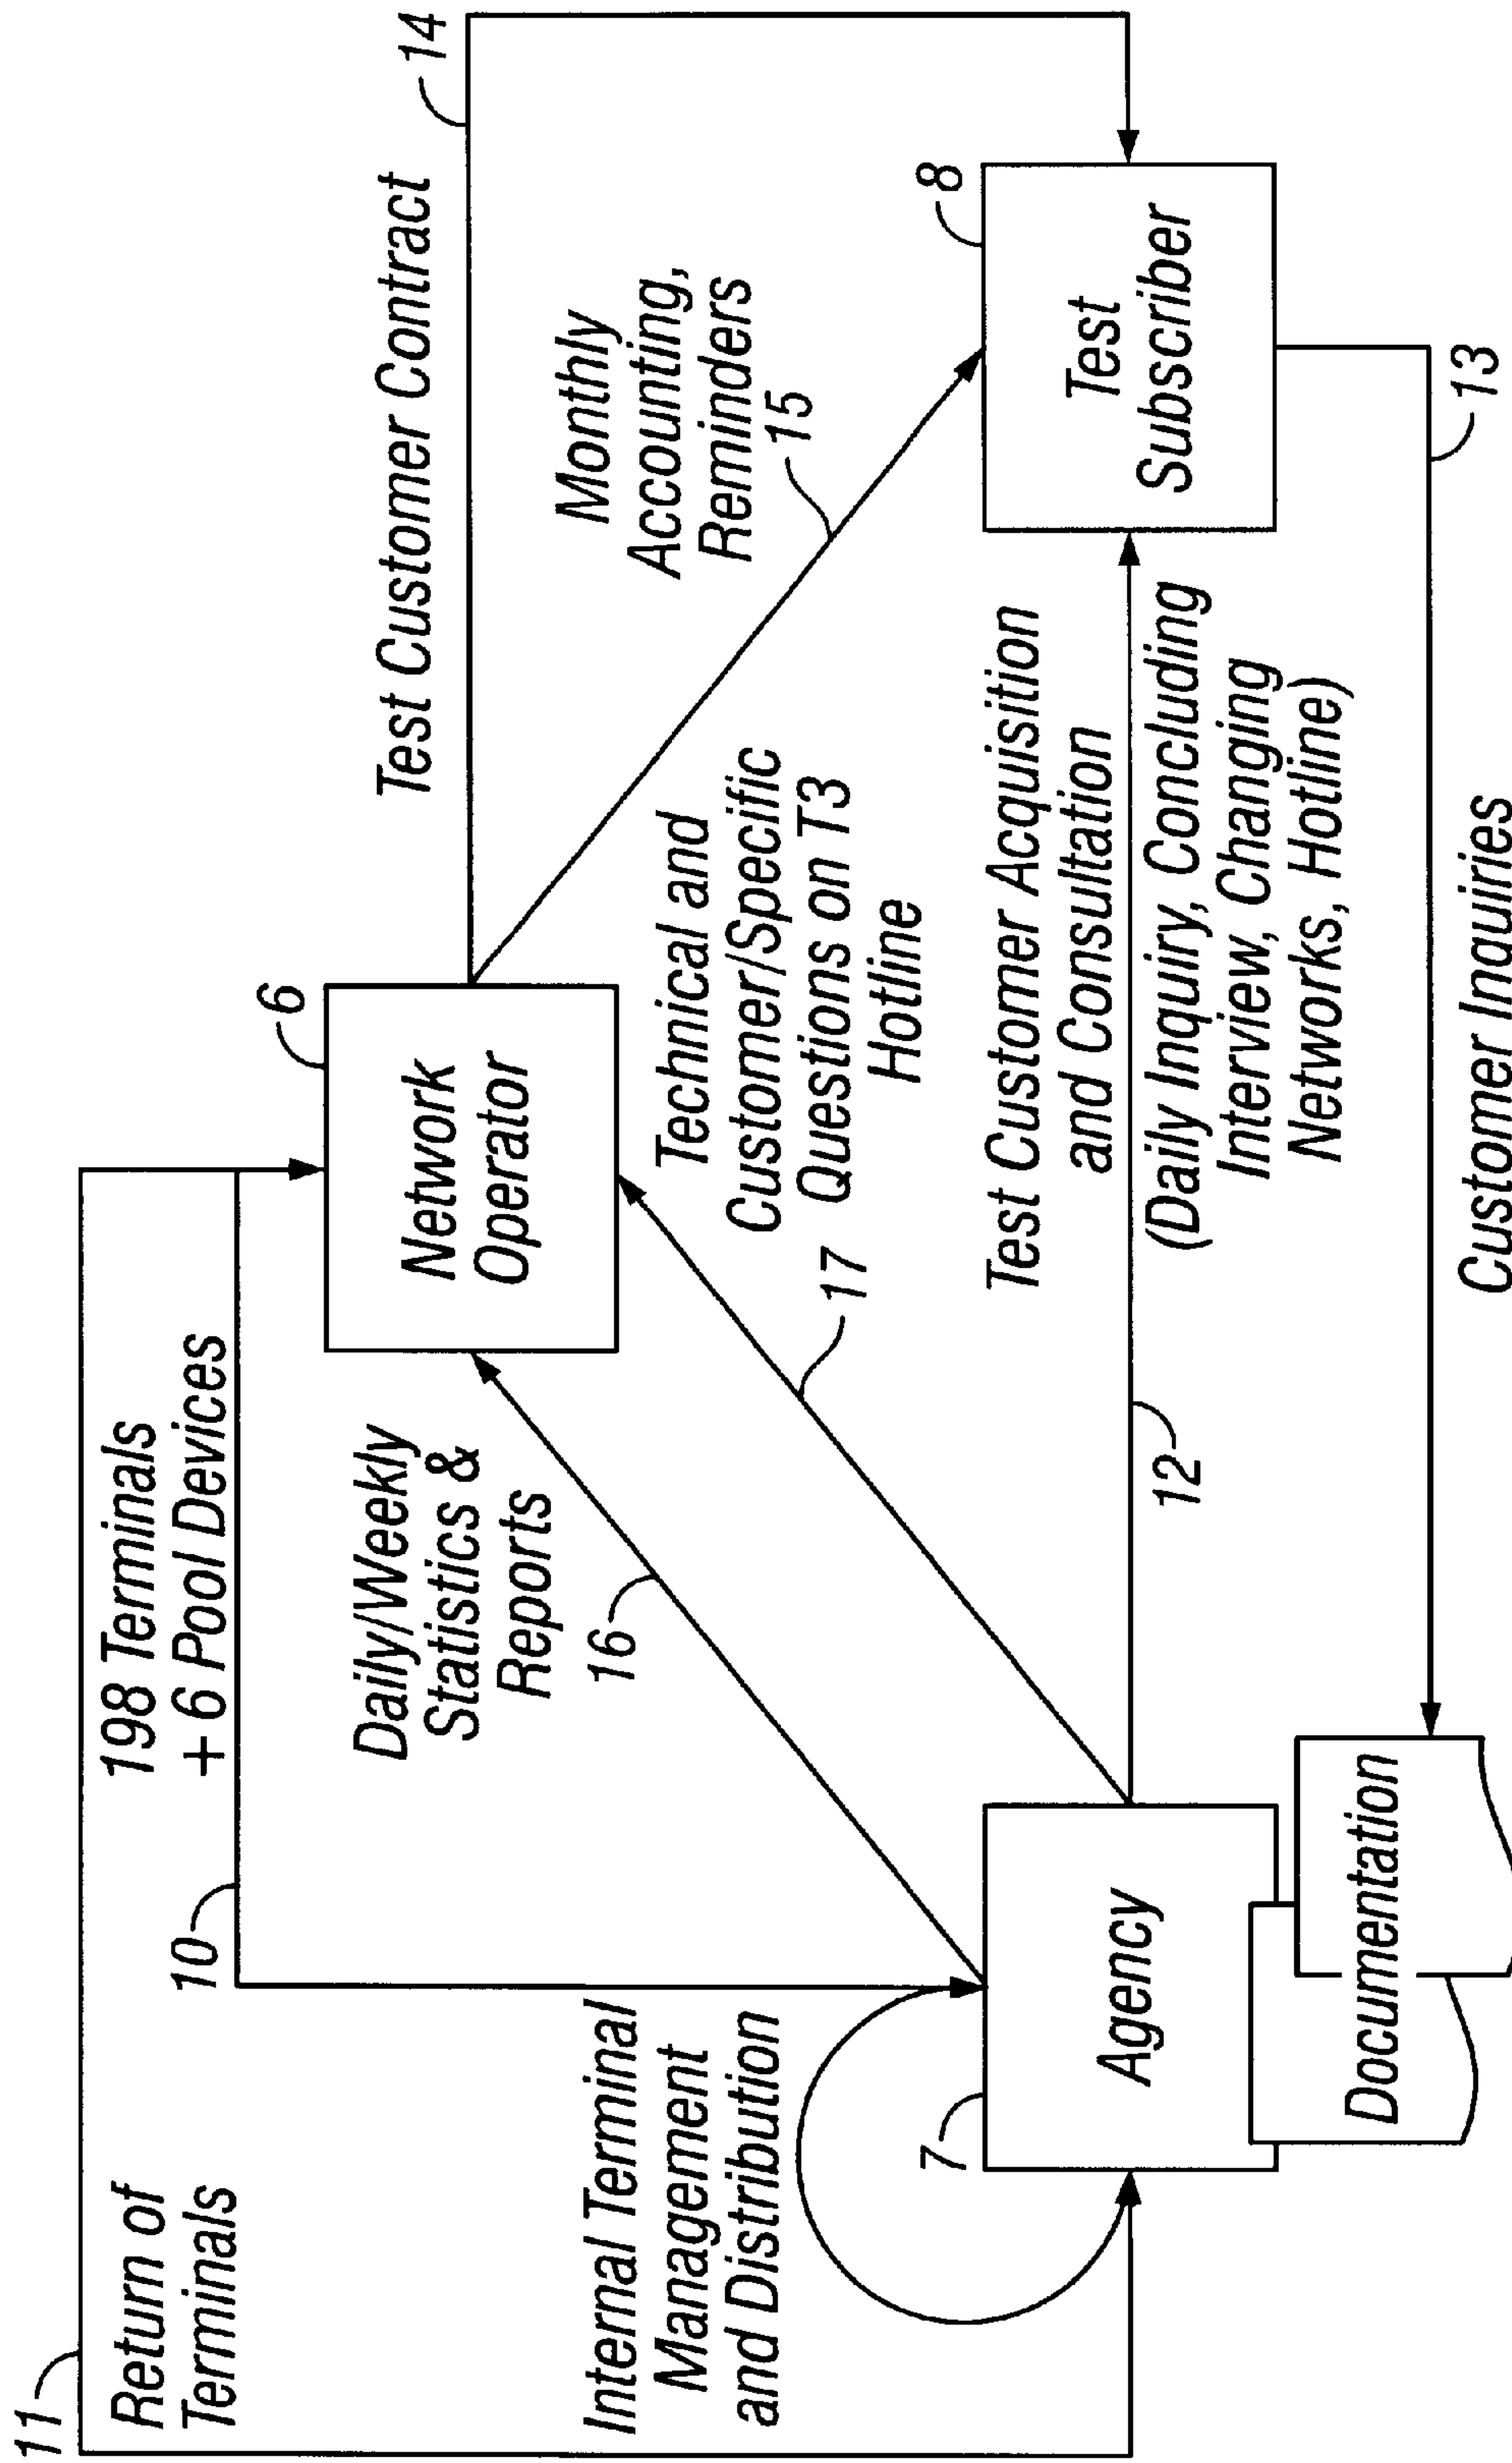 11
Return of
Terminals
10
198 Terminals
+ 6 Pool Devices
Internal Terminal
Management
and Distribution
Daily/Weekly
Statistics &
Reports
16
6
Network
Operator
Test Customer Contract
14
Monthly
Accounting,
Reminders
15
17
Technical and
Customer/Specific
Questions on T3
Hotline
7
Agency
Documentation
Test Customer Acquisition
and Consultation
12
(Daily Inquiry, Concluding
Interview, Changing
Networks, Hotline)
8
Test
Subscriber
13
Customer Inquiries